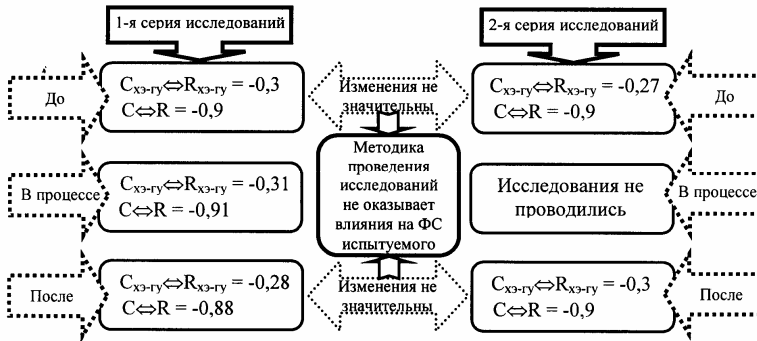 1-я серия исследований
2-я серия исследований
До
Cхэ-гу⇔Rхэ-гу = -0,3
C⇔R = -0,9
Изменения не
значительны
Cхэ-гу⇔Rхэ-гу = -0,27
C⇔R = -0,9
До
В процессе
Cхэ-гу⇔Rхэ-гу = -0,31
C⇔R = -0,91
Методика
проведения
исследований
не оказывает
влияния на ФС
испытуемого
Исследования не
проводились
В процессе
После
Cхэ-гу⇔Rхэ-гу = -0,28
C⇔R = -0,88
Изменения не
значительны
Cхэ-гу⇔Rхэ-гу = -0,3
C⇔R = -0,9
После